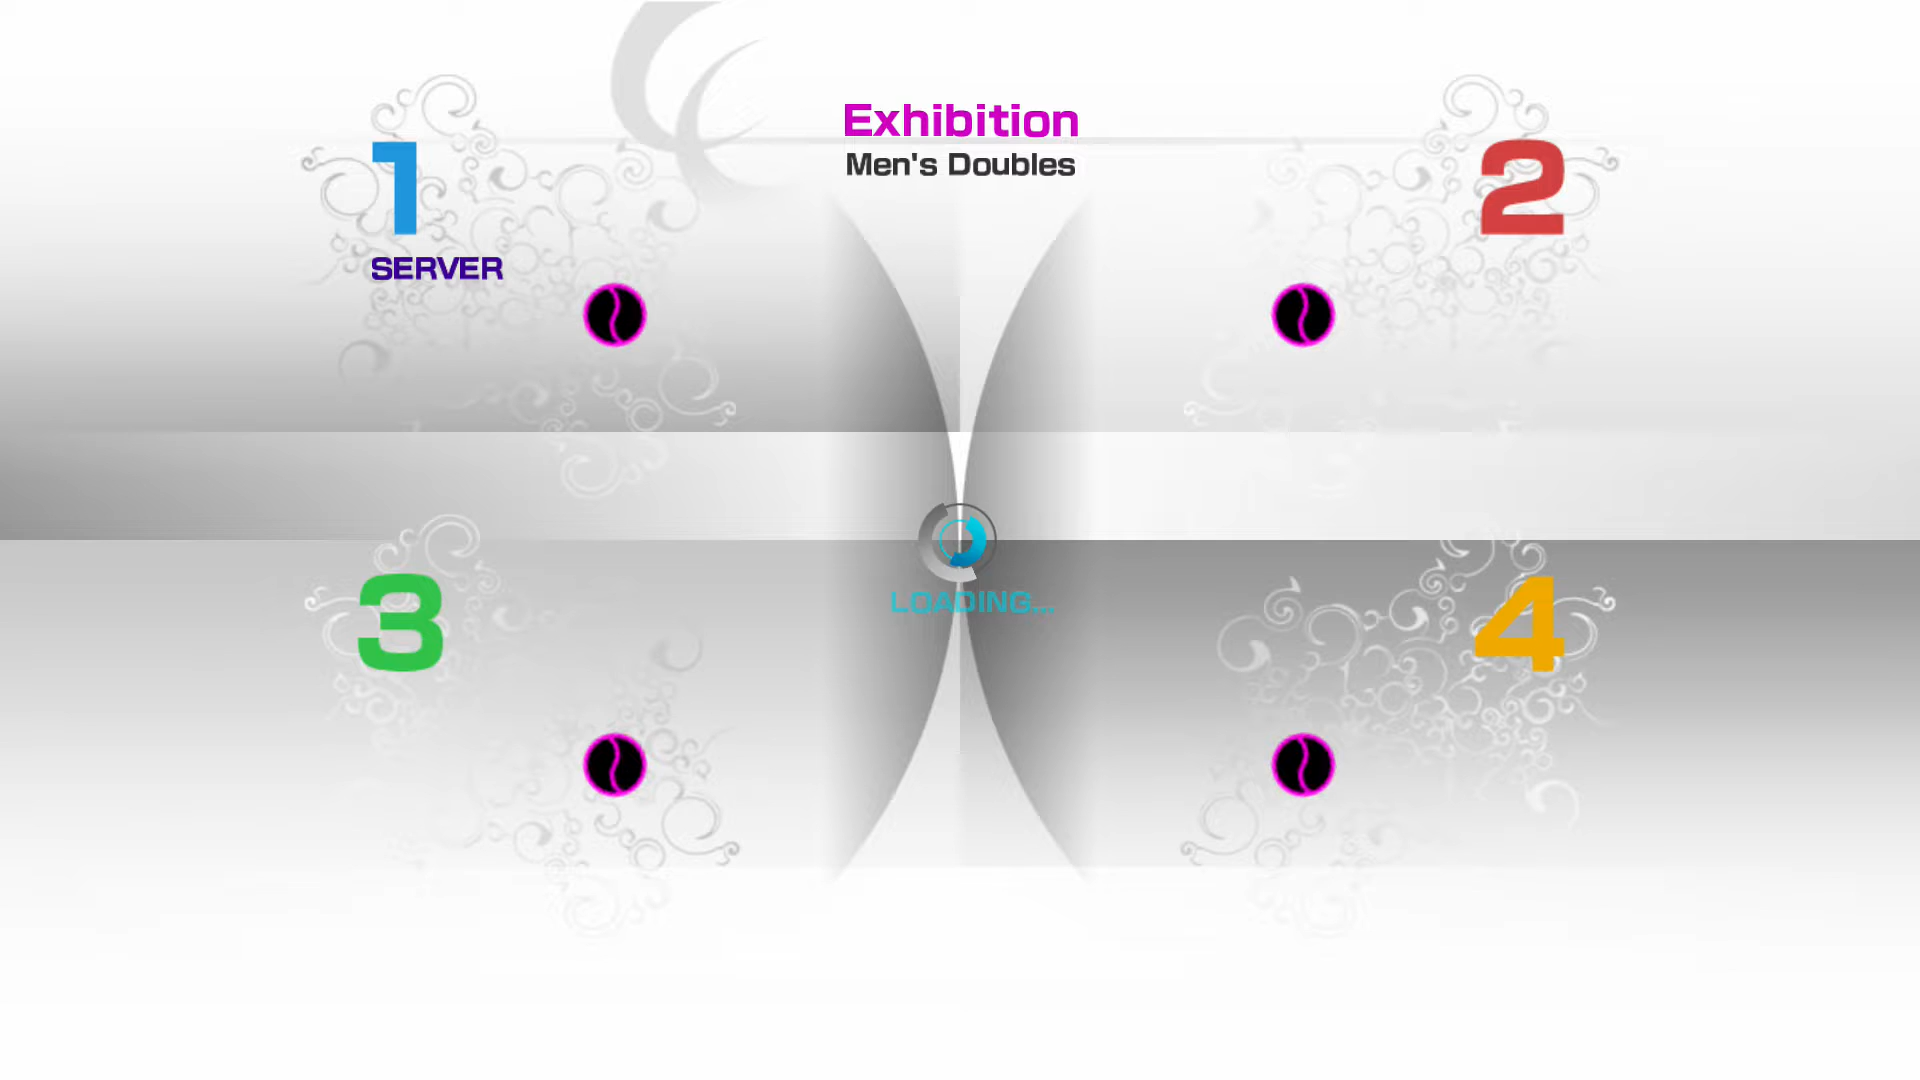 Exhibition
Men's Doubles
1
2
SERVER
3
4
LOADING...